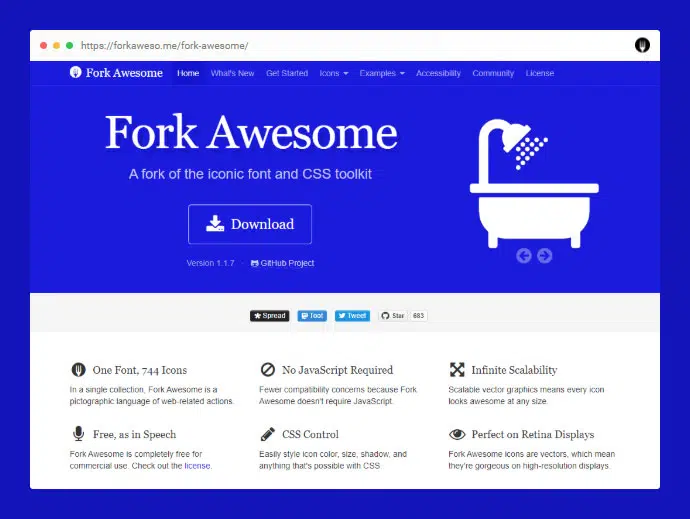 https://forkaweso.me/fork-awesome/
Fork Awesome Home What's New Get Started Icons Examples Accessibility Community License
Fork Awesome
A fork of the iconic font and CSS toolkit
Download
Version 1.1.7 · GitHub Project
Spread Toot Tweet Star 683
One Font, 744 Icons
In a single collection, Fork Awesome is a
pictographic language of web-related actions.
No JavaScript Required
Fewer compatibility concerns because Fork
Awesome doesn't require JavaScript.
Infinite Scalability
Scalable vector graphics means every icon
looks awesome at any size.
Free, as in Speech
Fork Awesome is completely free for
commercial use. Check out the license.
CSS Control
Easily style icon color, size, shadow, and
anything that's possible with CSS.
Perfect on Retina Displays
Fork Awesome icons are vectors, which mean
they're gorgeous on high-resolution displays.